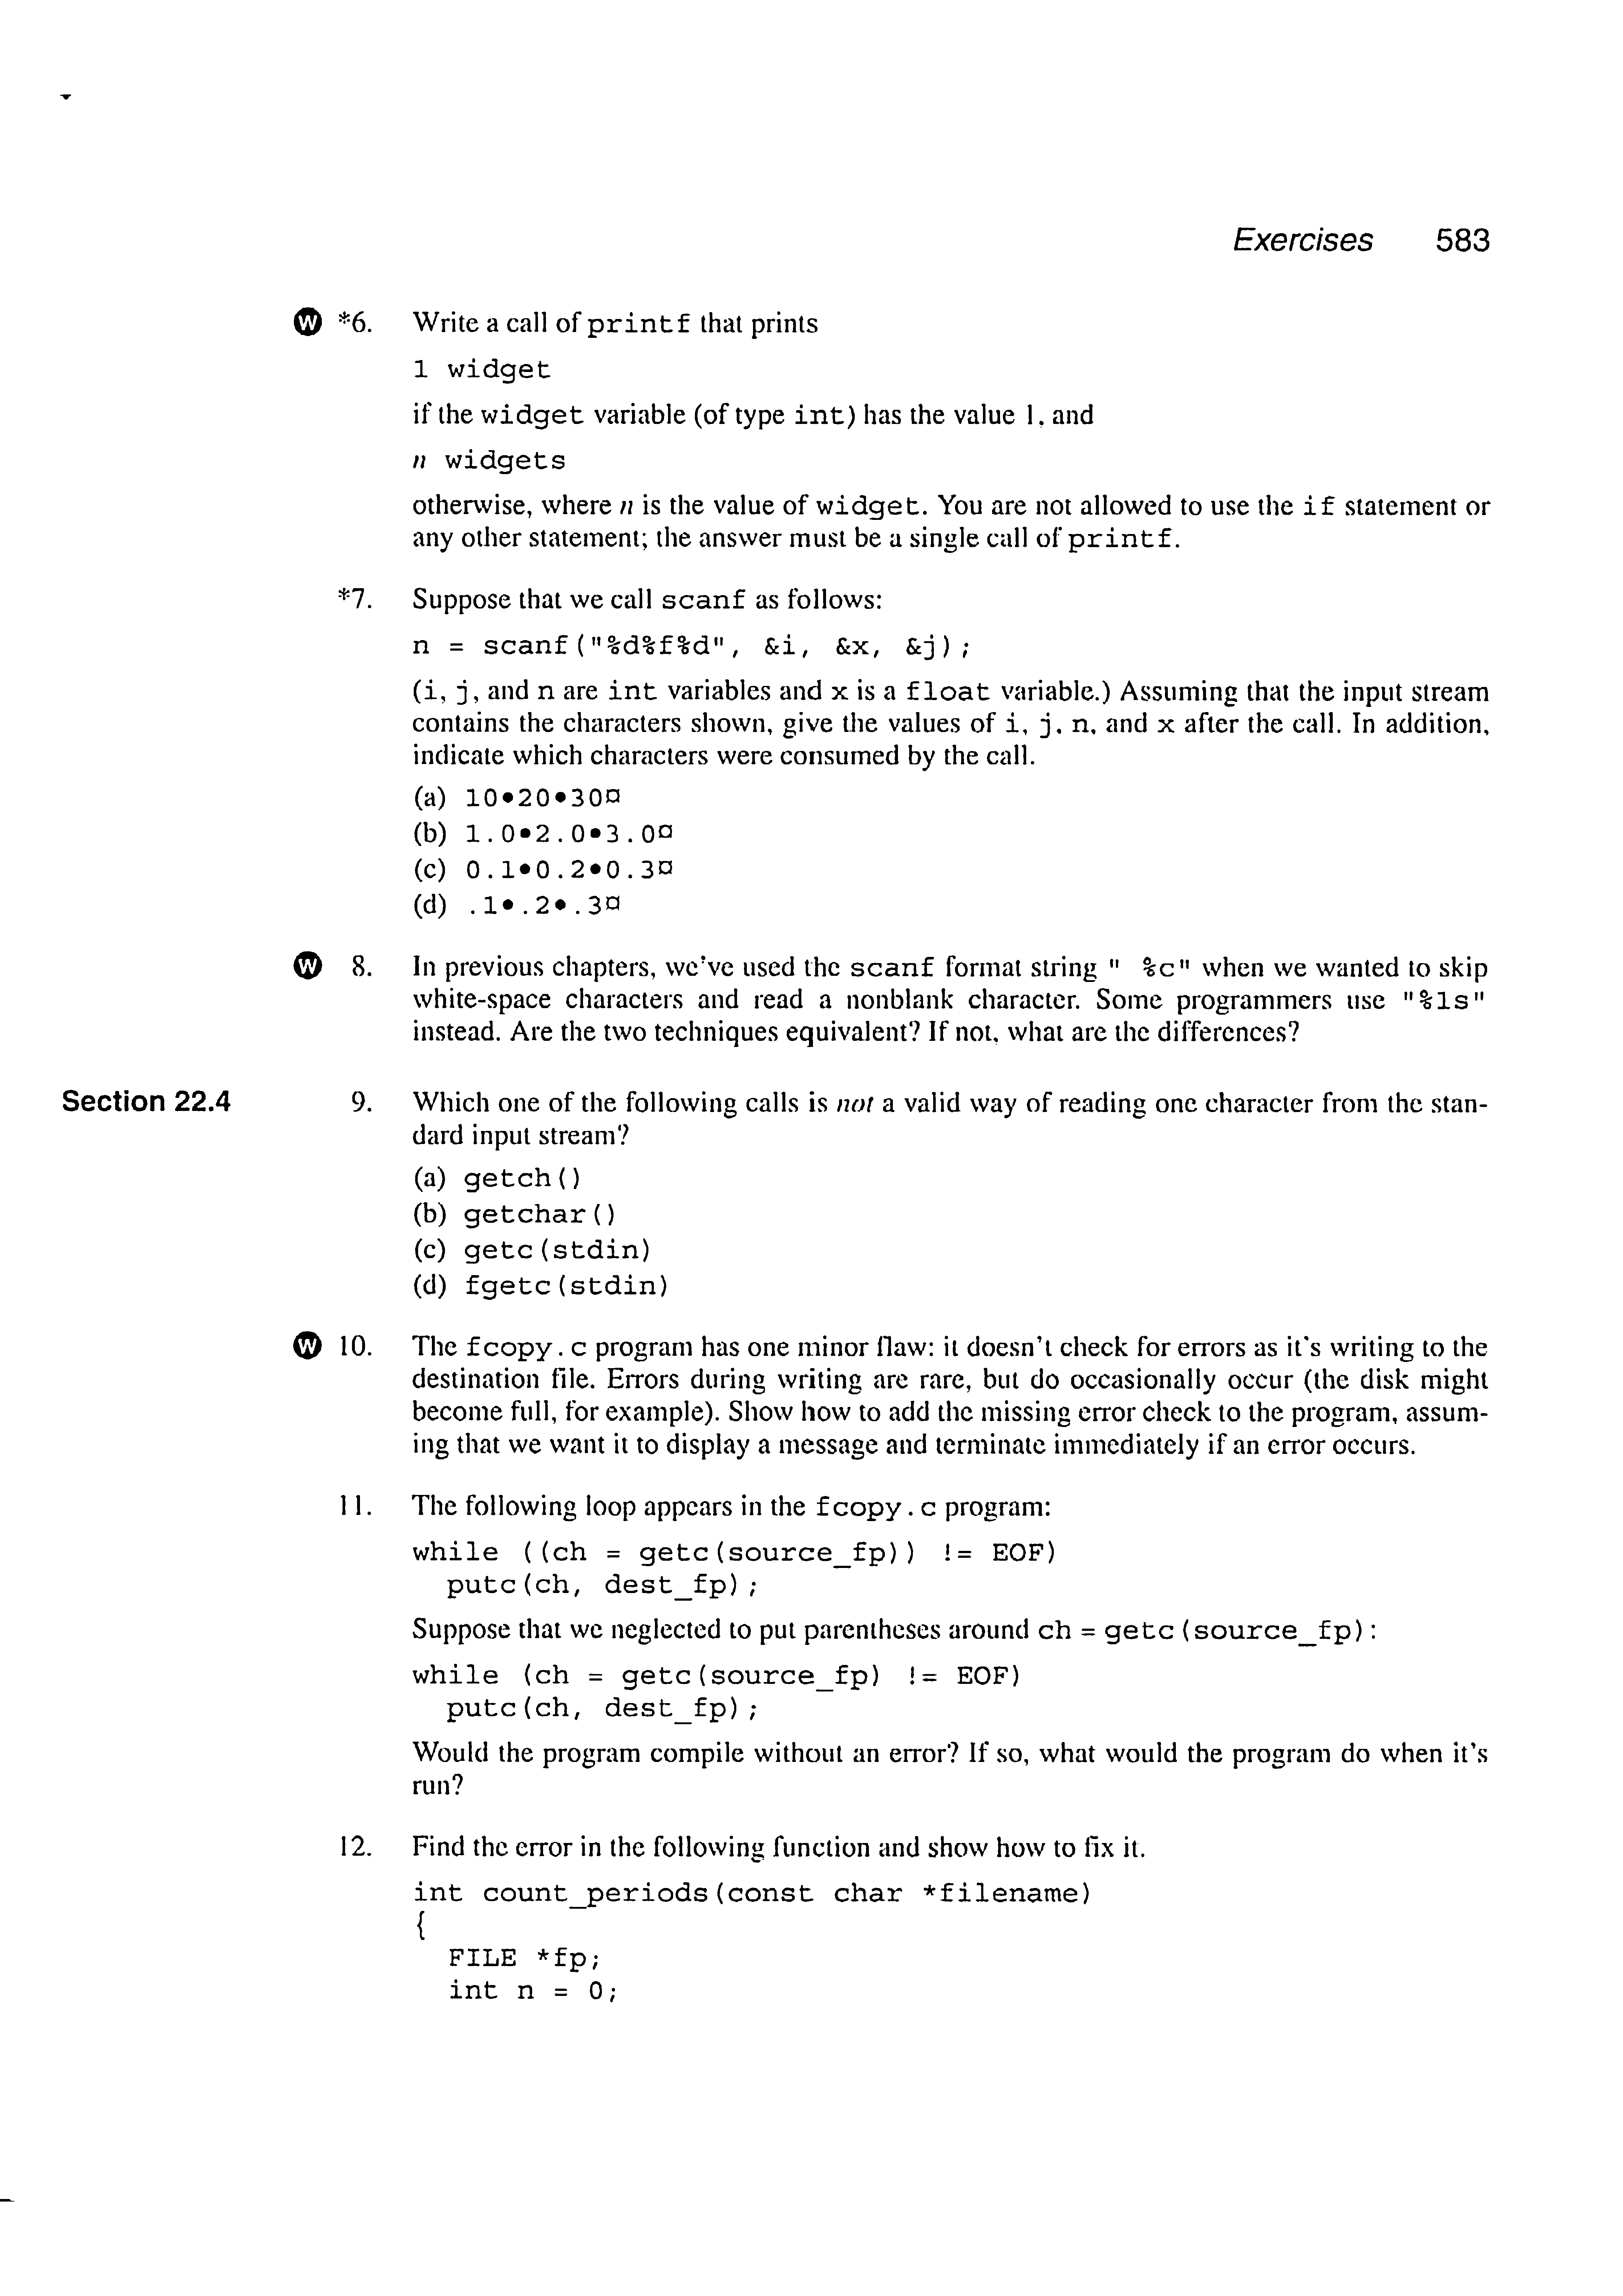 Exercises 583
W *6. Write a call of printf that prints
1 widget
if the widget variable (of type int) has the value 1, and
n widgets
otherwise, where n is the value of widget. You are not allowed to use the if statement or
any other statement; the answer must be a single call of printf.
*7. Suppose that we call scanf as follows:
n = scanf("%d%f%d", &i, &x, &j);
(i, j, and n are int variables and x is a float variable.) Assuming that the input stream
contains the characters shown, give the values of i, j, n, and x after the call. In addition,
indicate which characters were consumed by the call.
(a) 10•20•30¤
(b) 1.0•2.0•3.0¤
(c) 0.1•0.2•0.3¤
(d) .1•.2•.3¤
W 8. In previous chapters, we've used the scanf format string " %c" when we wanted to skip
white-space characters and read a nonblank character. Some programmers use "%1s"
instead. Are the two techniques equivalent? If not, what are the differences?
Section 22.4 9. Which one of the following calls is not a valid way of reading one character from the stan-
dard input stream?
(a) getch()
(b) getchar()
(c) getc(stdin)
(d) fgetc(stdin)
W 10. The fcopy.c program has one minor flaw: it doesn't check for errors as it's writing to the
destination file. Errors during writing are rare, but do occasionally occur (the disk might
become full, for example). Show how to add the missing error check to the program, assum-
ing that we want it to display a message and terminate immediately if an error occurs.
11. The following loop appears in the fcopy.c program:
while ((ch = getc(source_fp)) != EOF)
putc(ch, dest_fp);
Suppose that we neglected to put parentheses around ch = getc(source_fp):
while (ch = getc(source_fp) != EOF)
putc(ch, dest_fp);
Would the program compile without an error? If so, what would the program do when it's
run?
12. Find the error in the following function and show how to fix it.
int count_periods(const char *filename)
{
FILE *fp;
int n = 0;